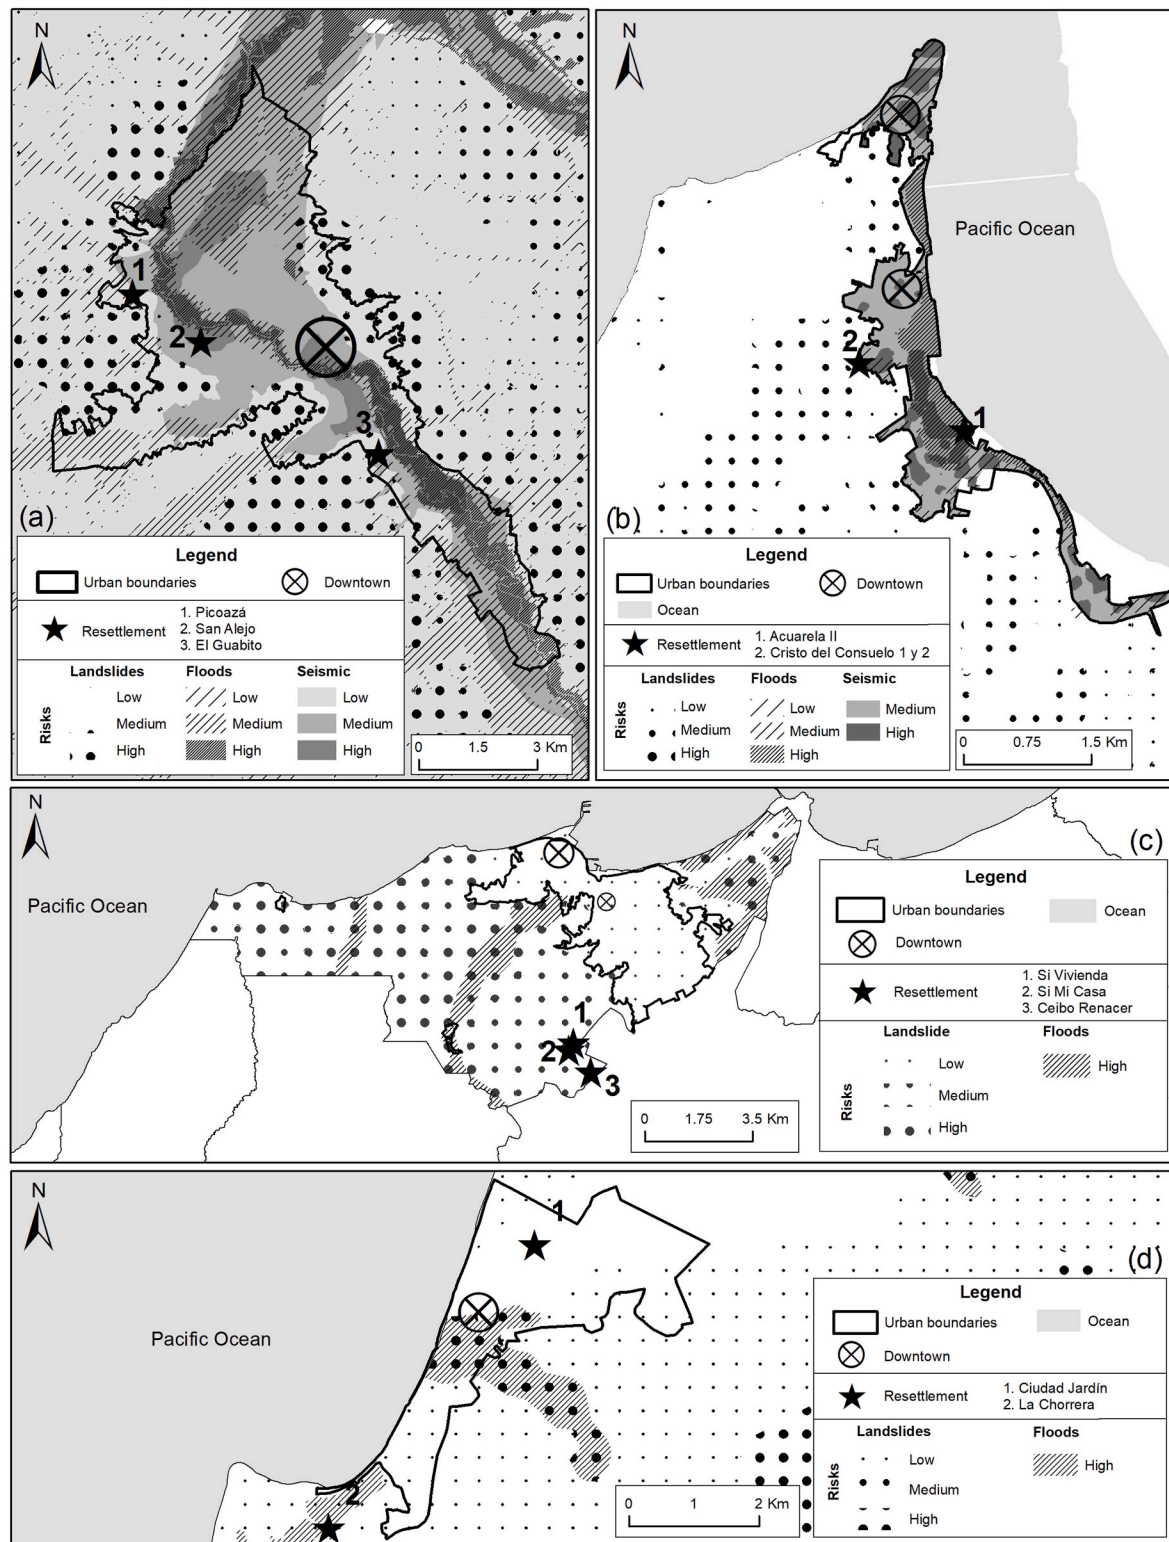 N
1
2
3
(a)
Legend
Urban boundaries
Downtown
Resettlement
1. Picoazá
2. San Alejo
3. El Guabito
Landslides Floods Seismic
Risks
Low Low Low
Medium Medium Medium
High High High
0 1.5 3 Km
N
Pacific Ocean
2
1
(b)
Legend
Urban boundaries
Downtown
Ocean
Resettlement
1. Acuarela II
2. Cristo del Consuelo 1 y 2
Landslides Floods Seismic
Risks
Low Low Medium
Medium Medium High
High High
0 0.75 1.5 Km
N
(c)
Pacific Ocean
1
2
3
0 1.75 3.5 Km
Legend
Urban boundaries
Ocean
Downtown
Resettlement
1. Si Vivienda
2. Si Mi Casa
3. Ceibo Renacer
Landslide Floods
Risks
Low High
Medium
High
N
1
(d)
Pacific Ocean
2
0 1 2 Km
Legend
Urban boundaries
Ocean
Downtown
Resettlement
1. Ciudad Jardín
2. La Chorrera
Landslides Floods
Risks
Low High
Medium
High